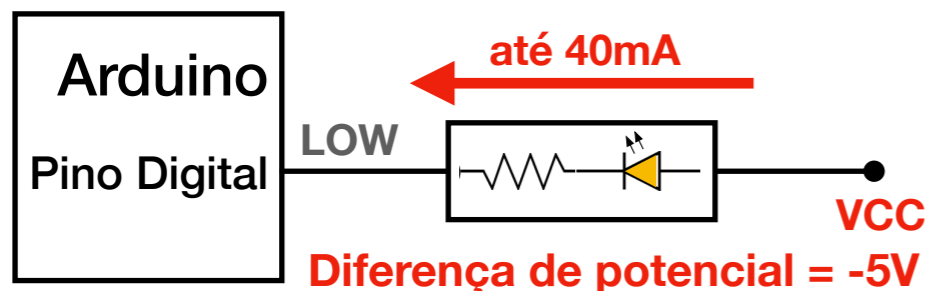 Arduino
Pino Digital
LOW
até 40mA
VCC
Diferença de potencial = -5V